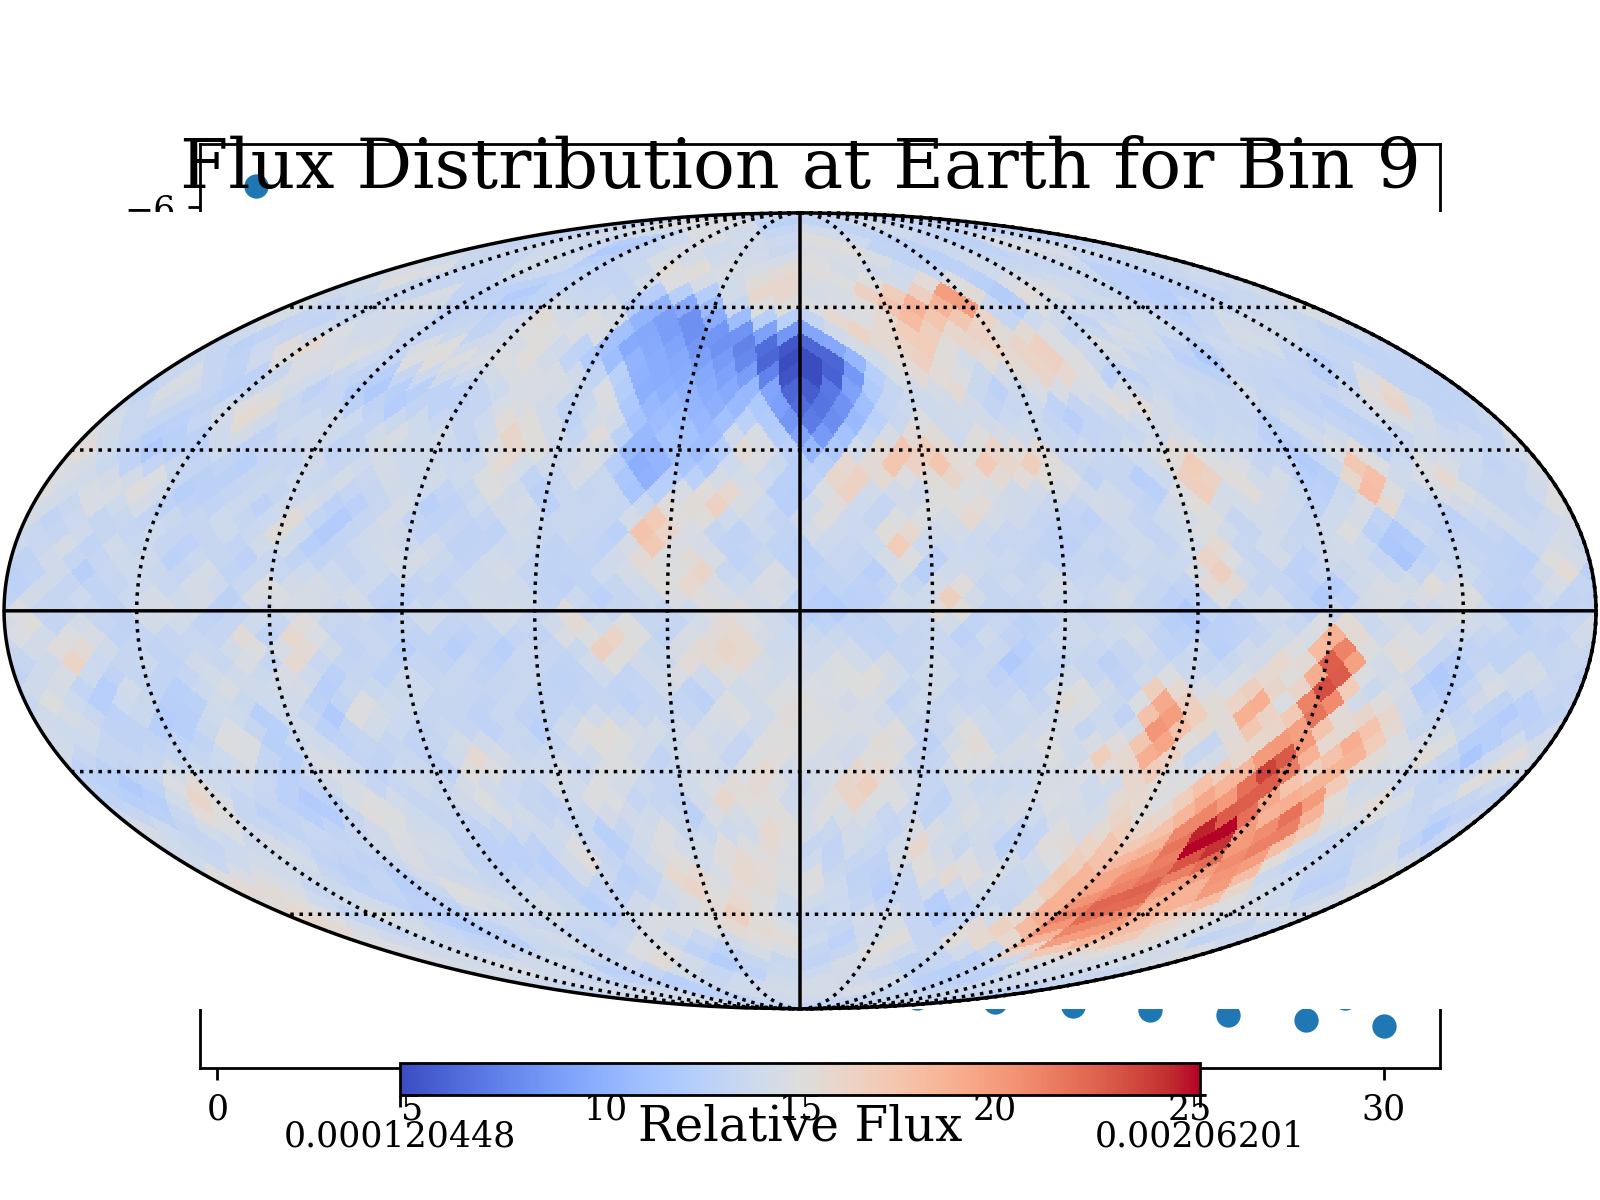 Flux Distribution at Earth for Bin 9
−6
0 5 10 15 20 25 30
Relative Flux
0.000120448 0.00206201